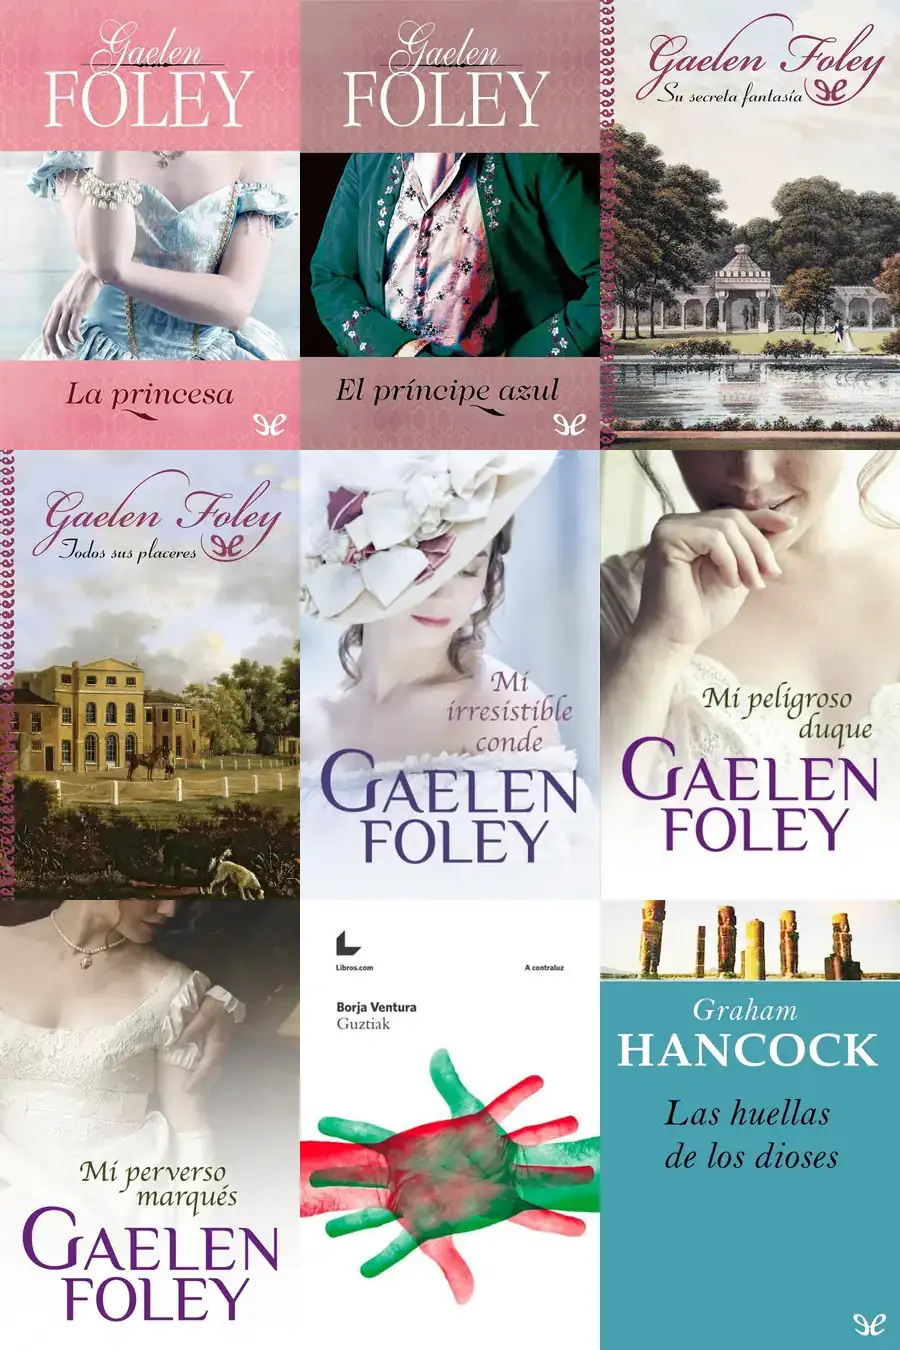 Gaelen
FOLEY
La princesa
Gaelen
FOLEY
El príncipe azul
Gaelen Foley
Su secreta fantasía
Gaelen Foley
Todos sus placeres
Mi
irresistible
conde
GAELEN
FOLEY
Mi peligroso
duque
GAELEN
FOLEY
Mi perverso
marqués
GAELEN
FOLEY
Libros.com
A contraluz
Borja Ventura
Guztiak
Graham
HANCOCK
Las huellas
de los dioses